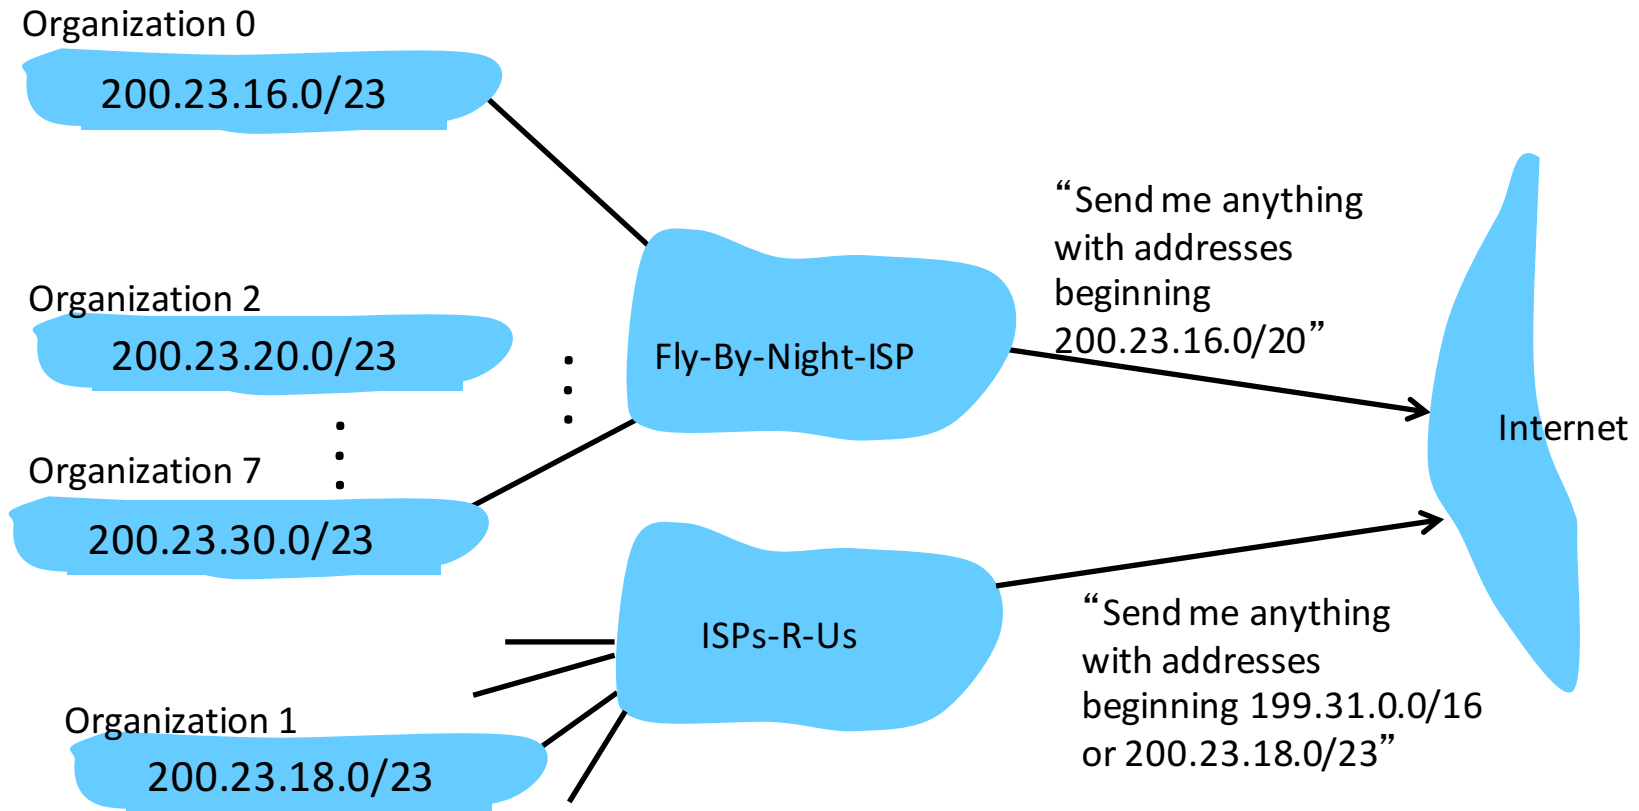 Organization 0
200.23.16.0/23
Organization 2
200.23.20.0/23
Organization 7
200.23.30.0/23
Organization 1
200.23.18.0/23
Fly-By-Night-ISP
ISPs-R-Us
“Send me anything
with addresses
beginning
200.23.16.0/20”
“Send me anything
with addresses
beginning 199.31.0.0/16
or 200.23.18.0/23”
Internet